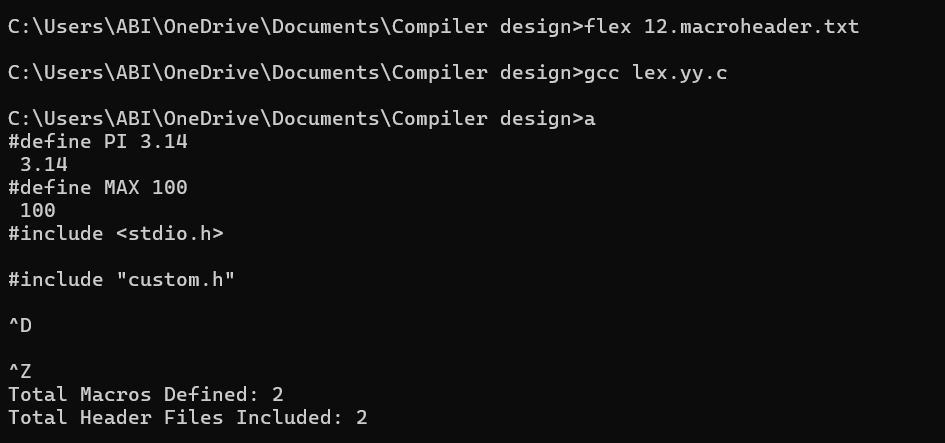 C:\Users\ABI\OneDrive\Documents\Compiler design>flex 12.macroheader.txt
C:\Users\ABI\OneDrive\Documents\Compiler design>gcc lex.yy.c
C:\Users\ABI\OneDrive\Documents\Compiler design>a
#define PI 3.14
 3.14
#define MAX 100
 100
#include <stdio.h>
#include "custom.h"
^D
^Z
Total Macros Defined: 2
Total Header Files Included: 2